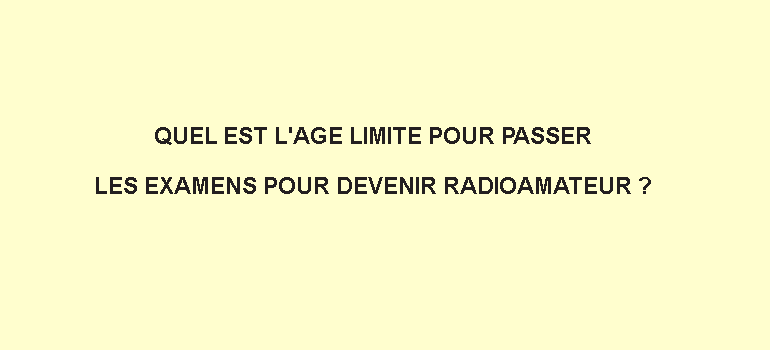 QUEL EST L'AGE LIMITE POUR PASSER
LES EXAMENS POUR DEVENIR RADIOAMATEUR ?